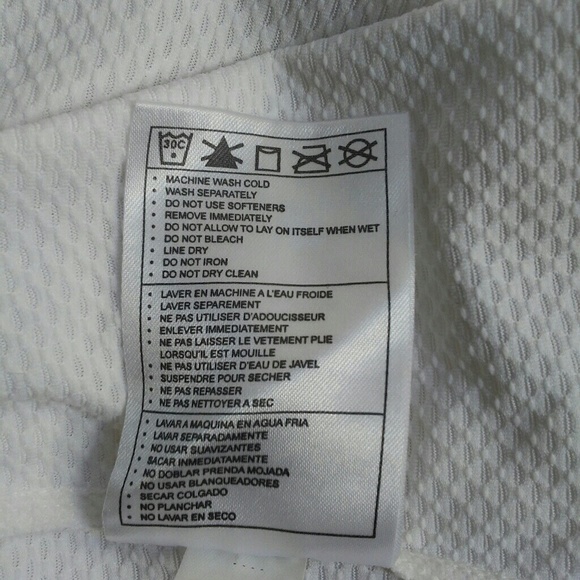 30C
• MACHINE WASH COLD
• WASH SEPARATELY
• DO NOT USE SOFTENERS
• REMOVE IMMEDIATELY
• DO NOT ALLOW TO LAY ON ITSELF WHEN WET
• DO NOT BLEACH
• LINE DRY
• DO NOT IRON
• DO NOT DRY CLEAN
• LAVER EN MACHINE A L'EAU FROIDE
• LAVER SEPAREMENT
• NE PAS UTILISER D'ADOUCISSEUR
• ENLEVER IMMEDIATEMENT
• NE PAS LAISSER LE VETEMENT PLIE
LORSQU'IL EST MOUILLE
• NE PAS UTILISER D'EAU DE JAVEL
• SUSPENDRE POUR SECHER
• NE PAS REPASSER
• NE PAS NETTOYER A SEC
• LAVAR A MAQUINA EN AGUA FRIA
• LAVAR SEPARADAMENTE
• NO USAR SUAVIZANTES
• SACAR INMEDIATAMENTE
• NO DOBLAR PRENDA MOJADA
• NO USAR BLANQUEADORES
• SECAR COLGADO
• NO PLANCHAR
• NO LAVAR EN SECO